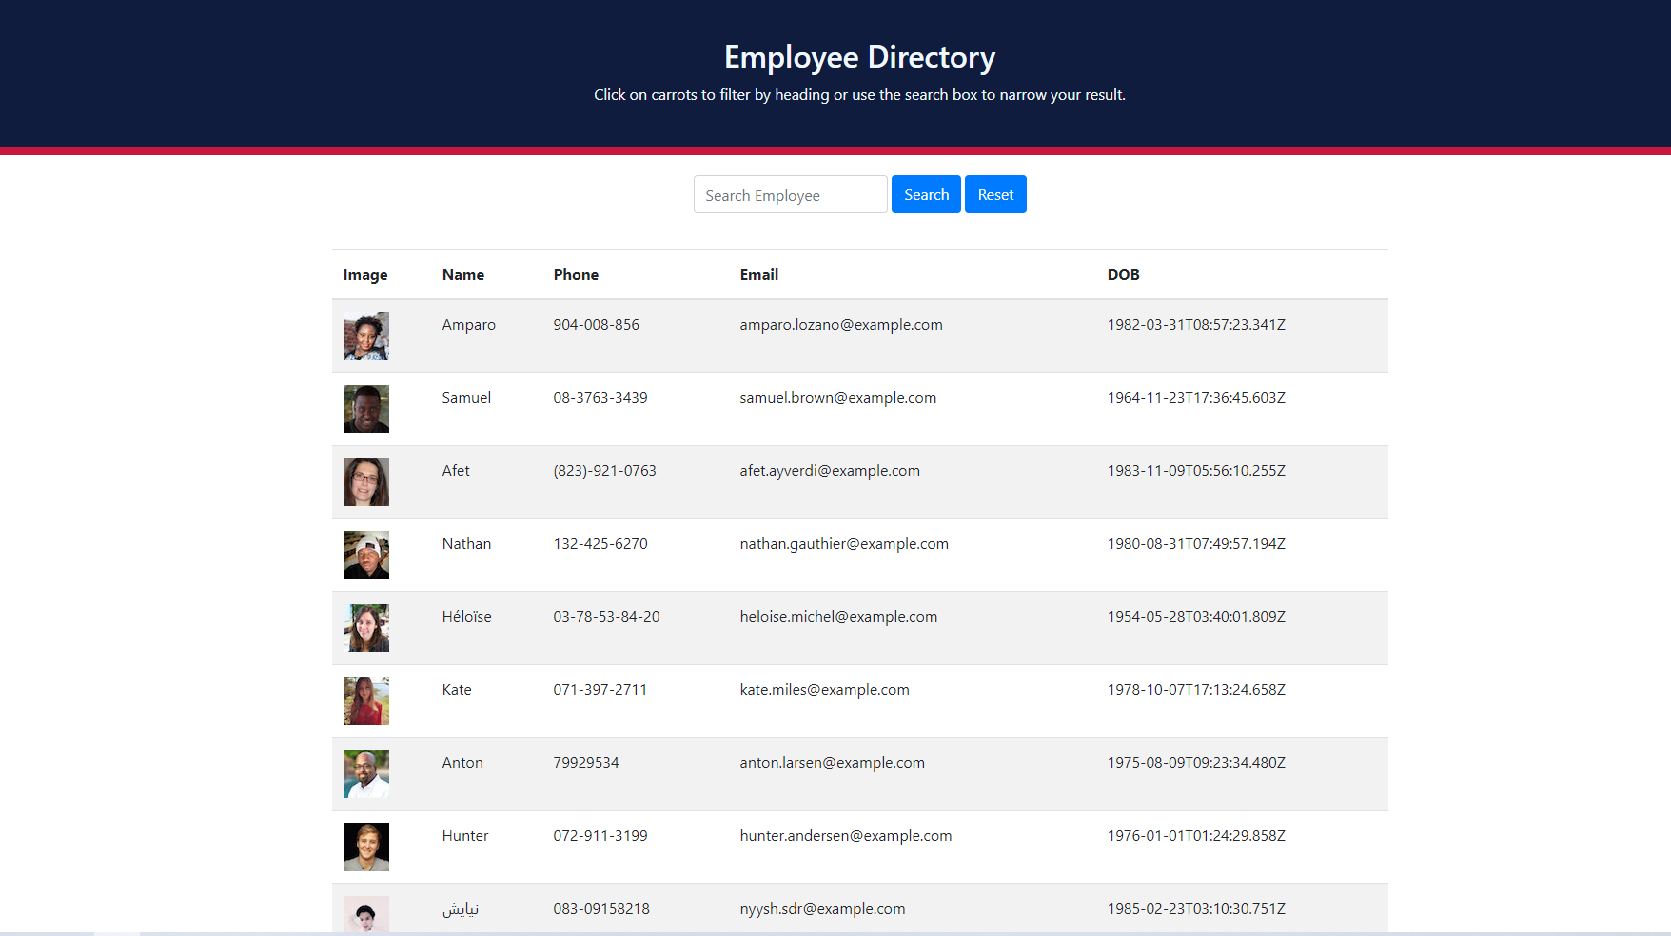 Employee Directory
Click on carrots to filter by heading or use the search box to narrow your result.
Search Employee Search Reset
Image Name Phone Email DOB
Amparo 904-008-856 amparo.lozano@example.com 1982-03-31T08:57:23.341Z
Samuel 08-3763-3439 samuel.brown@example.com 1964-11-23T17:36:45.603Z
Afet (823)-921-0763 afet.ayverdi@example.com 1983-11-09T05:56:10.255Z
Nathan 132-425-6270 nathan.gauthier@example.com 1980-08-31T07:49:57.194Z
Héloïse 03-78-53-84-20 heloise.michel@example.com 1954-05-28T03:40:01.809Z
Kate 071-397-2711 kate.miles@example.com 1978-10-07T17:13:24.658Z
Anton 79929534 anton.larsen@example.com 1975-08-09T09:23:34.480Z
Hunter 072-911-3199 hunter.andersen@example.com 1976-01-01T01:24:29.858Z
نیایش 083-09158218 nyysh.sdr@example.com 1985-02-23T03:10:30.751Z